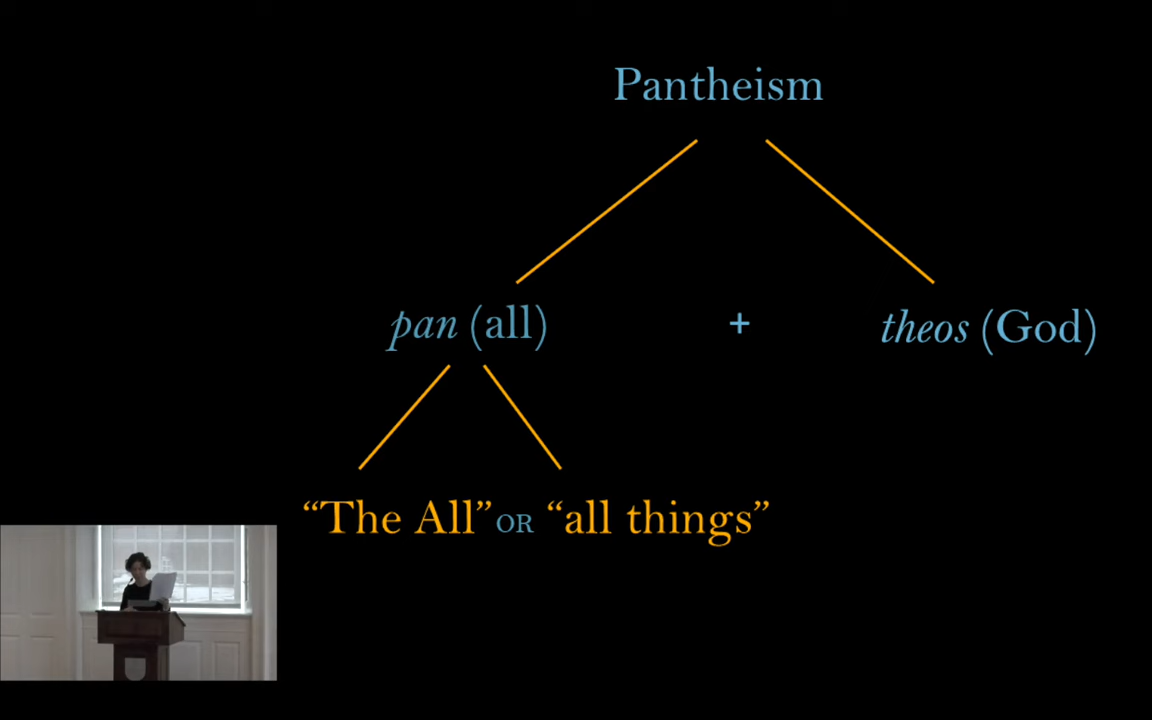 Pantheism
pan (all) + theos (God)
“The All” OR “all things”